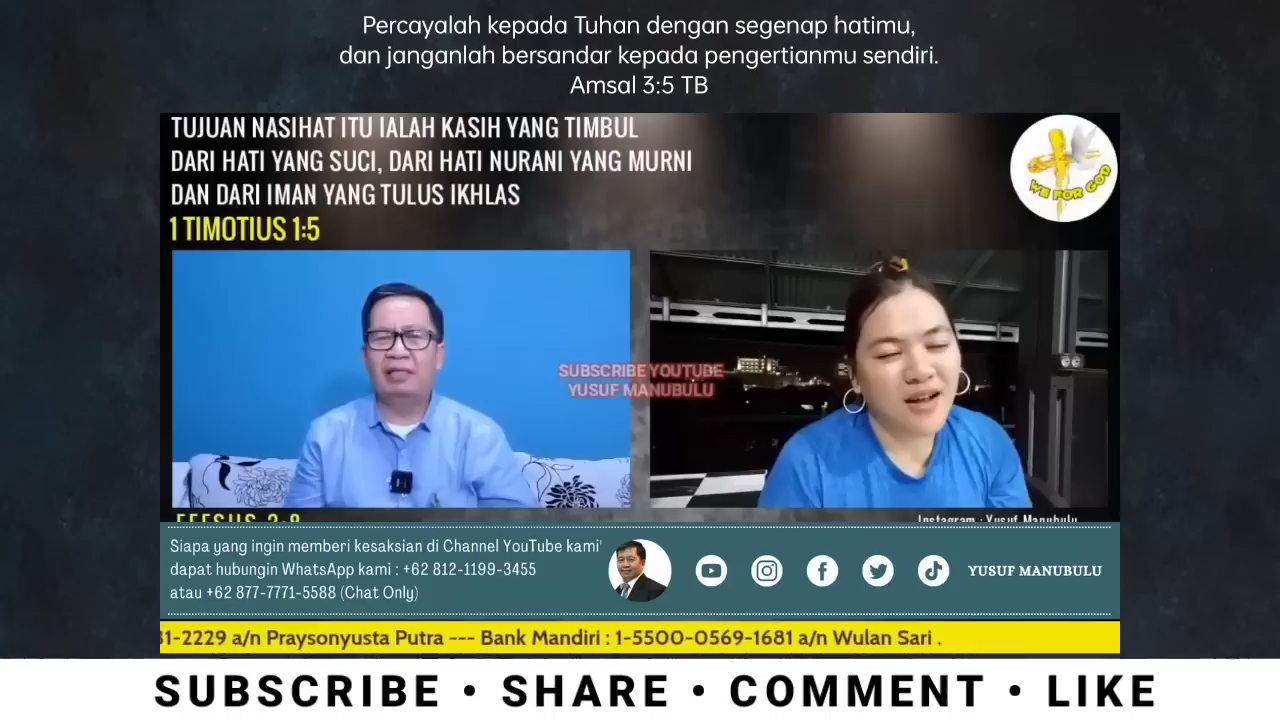 Percayalah kepada Tuhan dengan segenap hatimu,
dan janganlah bersandar kepada pengertianmu sendiri.
Amsal 3:5 TB
TUJUAN NASIHAT ITU IALAH KASIH YANG TIMBUL
DARI HATI YANG SUCI, DARI HATI NURANI YANG MURNI
DAN DARI IMAN YANG TULUS IKHLAS
1 TIMOTIUS 1:5
WE FOR GOD
SUBSCRIBE YOUTUBE
YUSUF MANUBULU
Instagram : Yusuf Manubulu
Siapa yang ingin memberi kesaksian di Channel YouTube kami'
dapat hubungin WhatsApp kami : +62 812-1199-3455
atau +62 877-7771-5588 (Chat Only)
YUSUF MANUBULU
31-2229 a/n Praysonyusta Putra --- Bank Mandiri : 1-5500-0569-1681 a/n Wulan Sari .
SUBSCRIBE • SHARE • COMMENT • LIKE